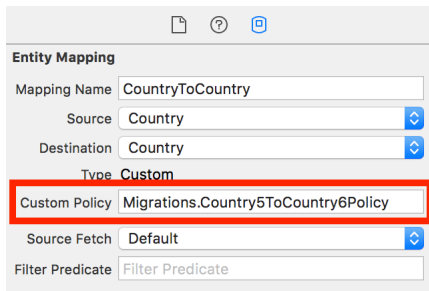 Entity Mapping
Mapping Name CountryToCountry
Source Country
Destination Country
Type Custom
Custom Policy Migrations.Country5ToCountry6Policy
Source Fetch Default
Filter Predicate Filter Predicate